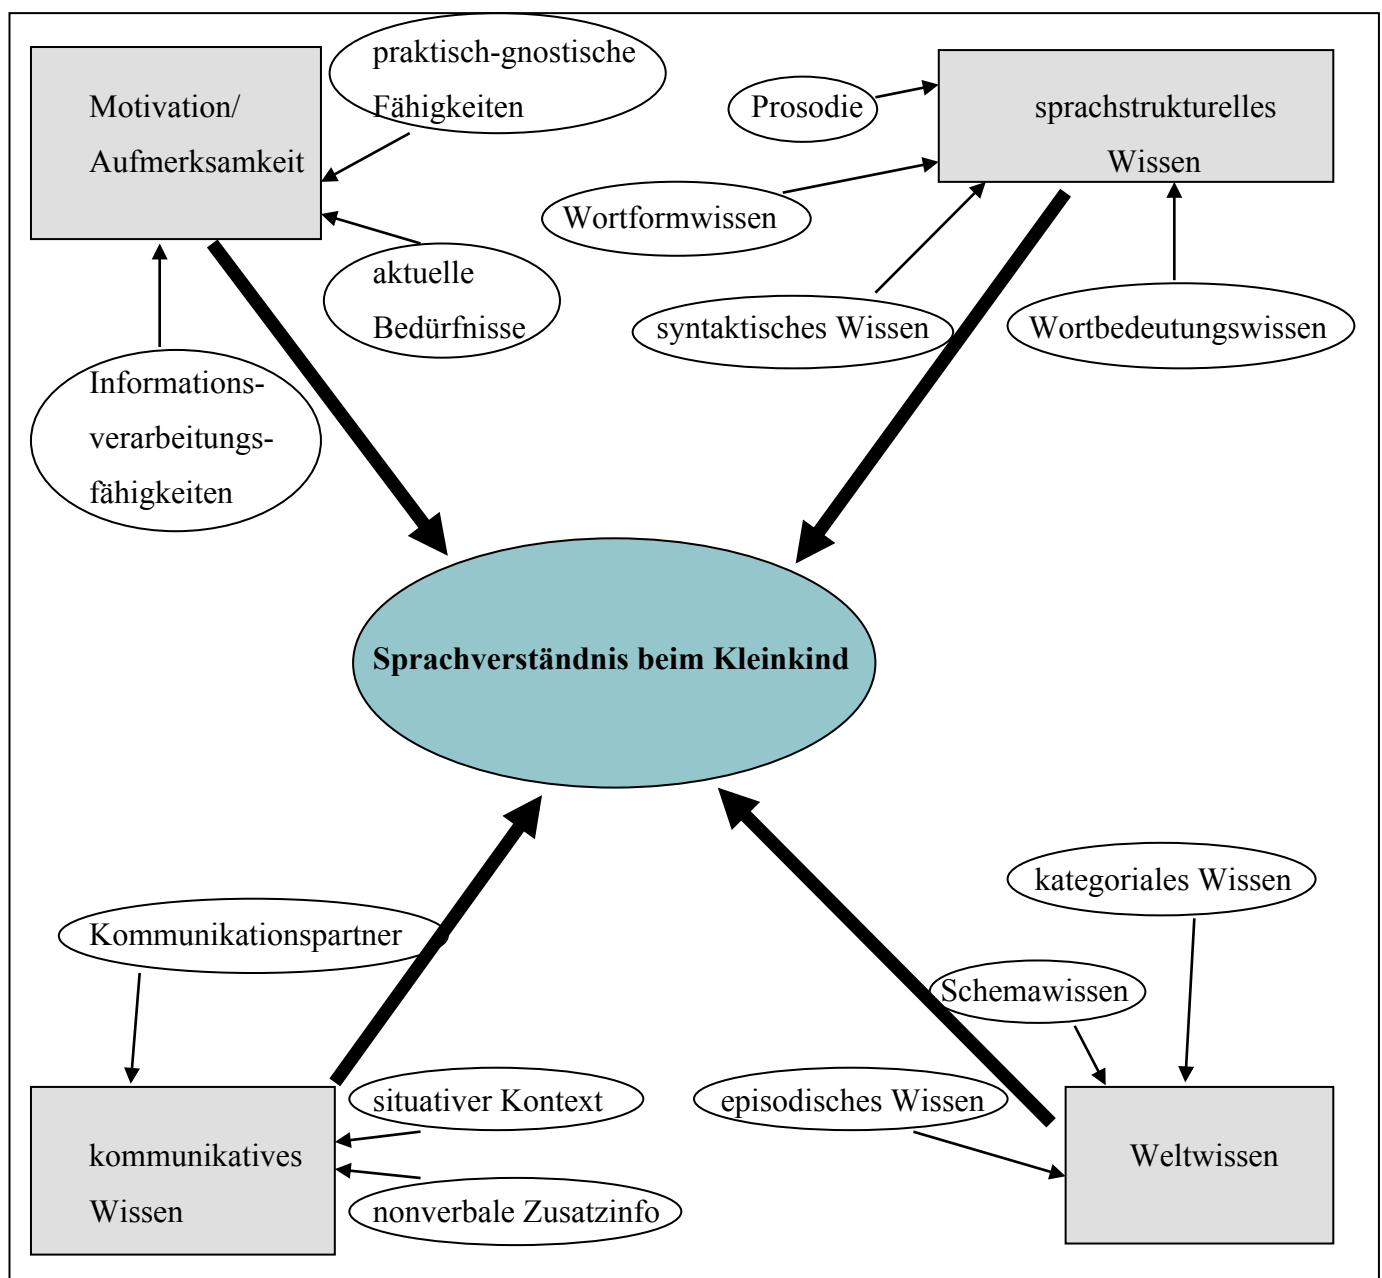 praktisch-gnostische
Fähigkeiten
Motivation/
Aufmerksamkeit
aktuelle
Bedürfnisse
Informations-
verarbeitungs-
fähigkeiten
Prosodie
sprachstrukturelles
Wissen
Wortformwissen
syntaktisches Wissen
Wortbedeutungswissen
Sprachverständnis beim Kleinkind
Kommunikationspartner
kategoriales Wissen
Schemawissen
situativer Kontext
episodisches Wissen
kommunikatives
Wissen
Weltwissen
nonverbale Zusatzinfo